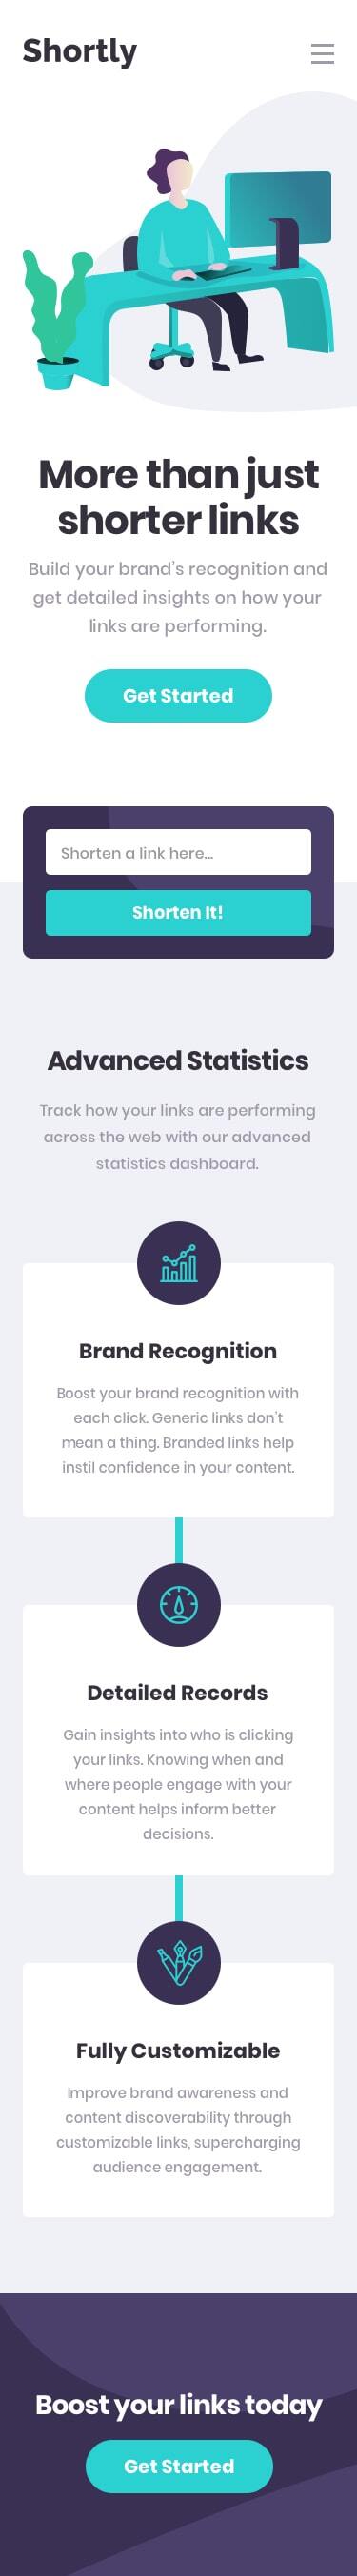 Shortly
More than just
shorter links
Build your brand's recognition and
get detailed insights on how your
links are performing.
Get Started
Shorten a link here...
Shorten It!
Advanced Statistics
Track how your links are performing
across the web with our advanced
statistics dashboard.
Brand Recognition
Boost your brand recognition with
each click. Generic links don't
mean a thing. Branded links help
instil confidence in your content.
Detailed Records
Gain insights into who is clicking
your links. Knowing when and
where people engage with your
content helps inform better
decisions.
Fully Customizable
Improve brand awareness and
content discoverability through
customizable links, supercharging
audience engagement.
Boost your links today
Get Started